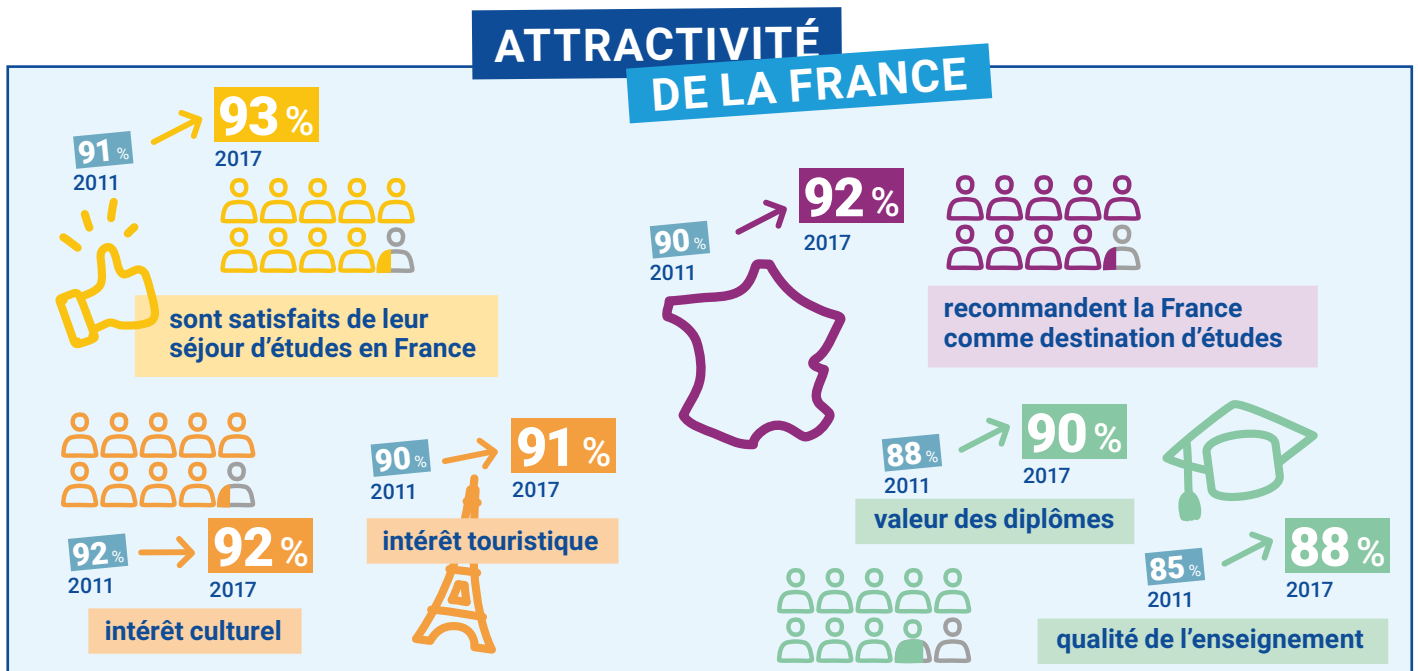 ATTRACTIVITÉ
DE LA FRANCE
91 %
2011
93 %
2017
sont satisfaits de leur
séjour d’études en France
90 %
2011
92 %
2017
recommandent la France
comme destination d’études
92 %
2011
92 %
2017
intérêt culturel
90 %
2011
91 %
2017
intérêt touristique
88 %
2011
90 %
2017
valeur des diplômes
85 %
2011
88 %
2017
qualité de l’enseignement